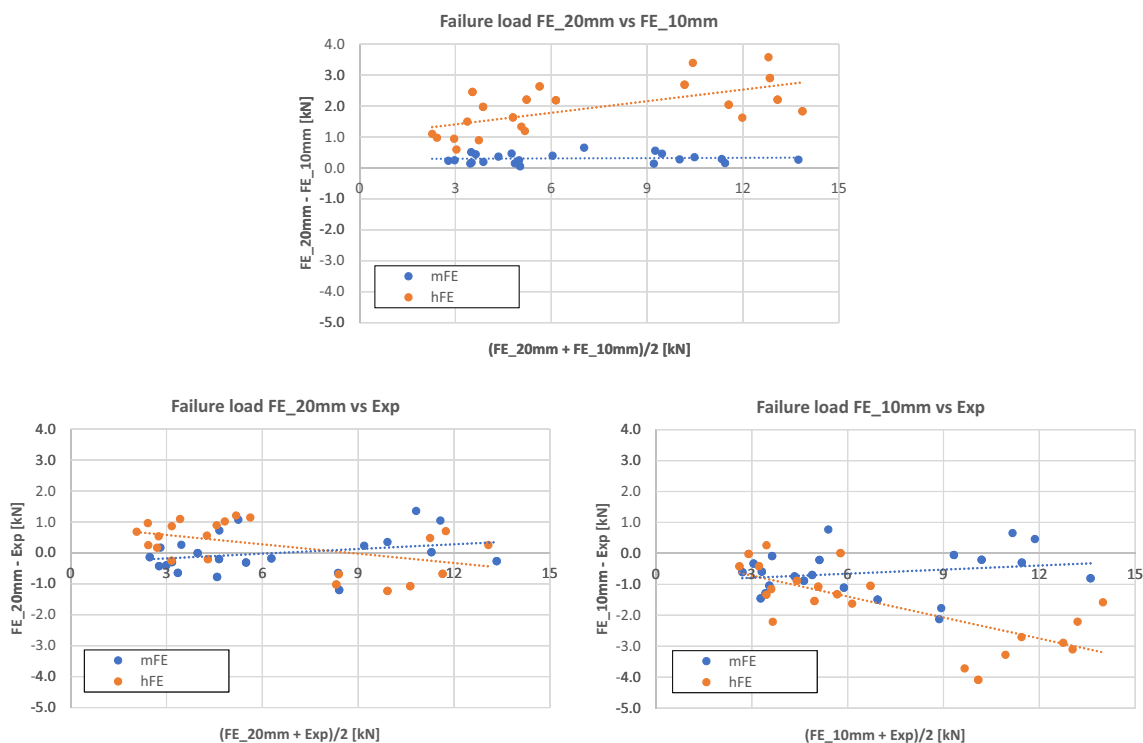 Failure load FE_20mm vs FE_10mm
4.0
3.0
2.0
1.0
0.0
-1.0
-2.0
-3.0
-4.0
-5.0
0 3 6 9 12 15
FE_20mm - FE_10mm [kN]
mFE
hFE
(FE_20mm + FE_10mm)/2 [kN]
Failure load FE_20mm vs Exp
4.0
3.0
2.0
1.0
0.0
-1.0
-2.0
-3.0
-4.0
-5.0
0 3 6 9 12 15
FE_20mm - Exp [kN]
mFE
hFE
(FE_20mm + Exp)/2 [kN]
Failure load FE_10mm vs Exp
4.0
3.0
2.0
1.0
0.0
-1.0
-2.0
-3.0
-4.0
-5.0
0 3 6 9 12 15
FE_10mm - Exp [kN]
mFE
hFE
(FE_10mm + Exp)/2 [kN]